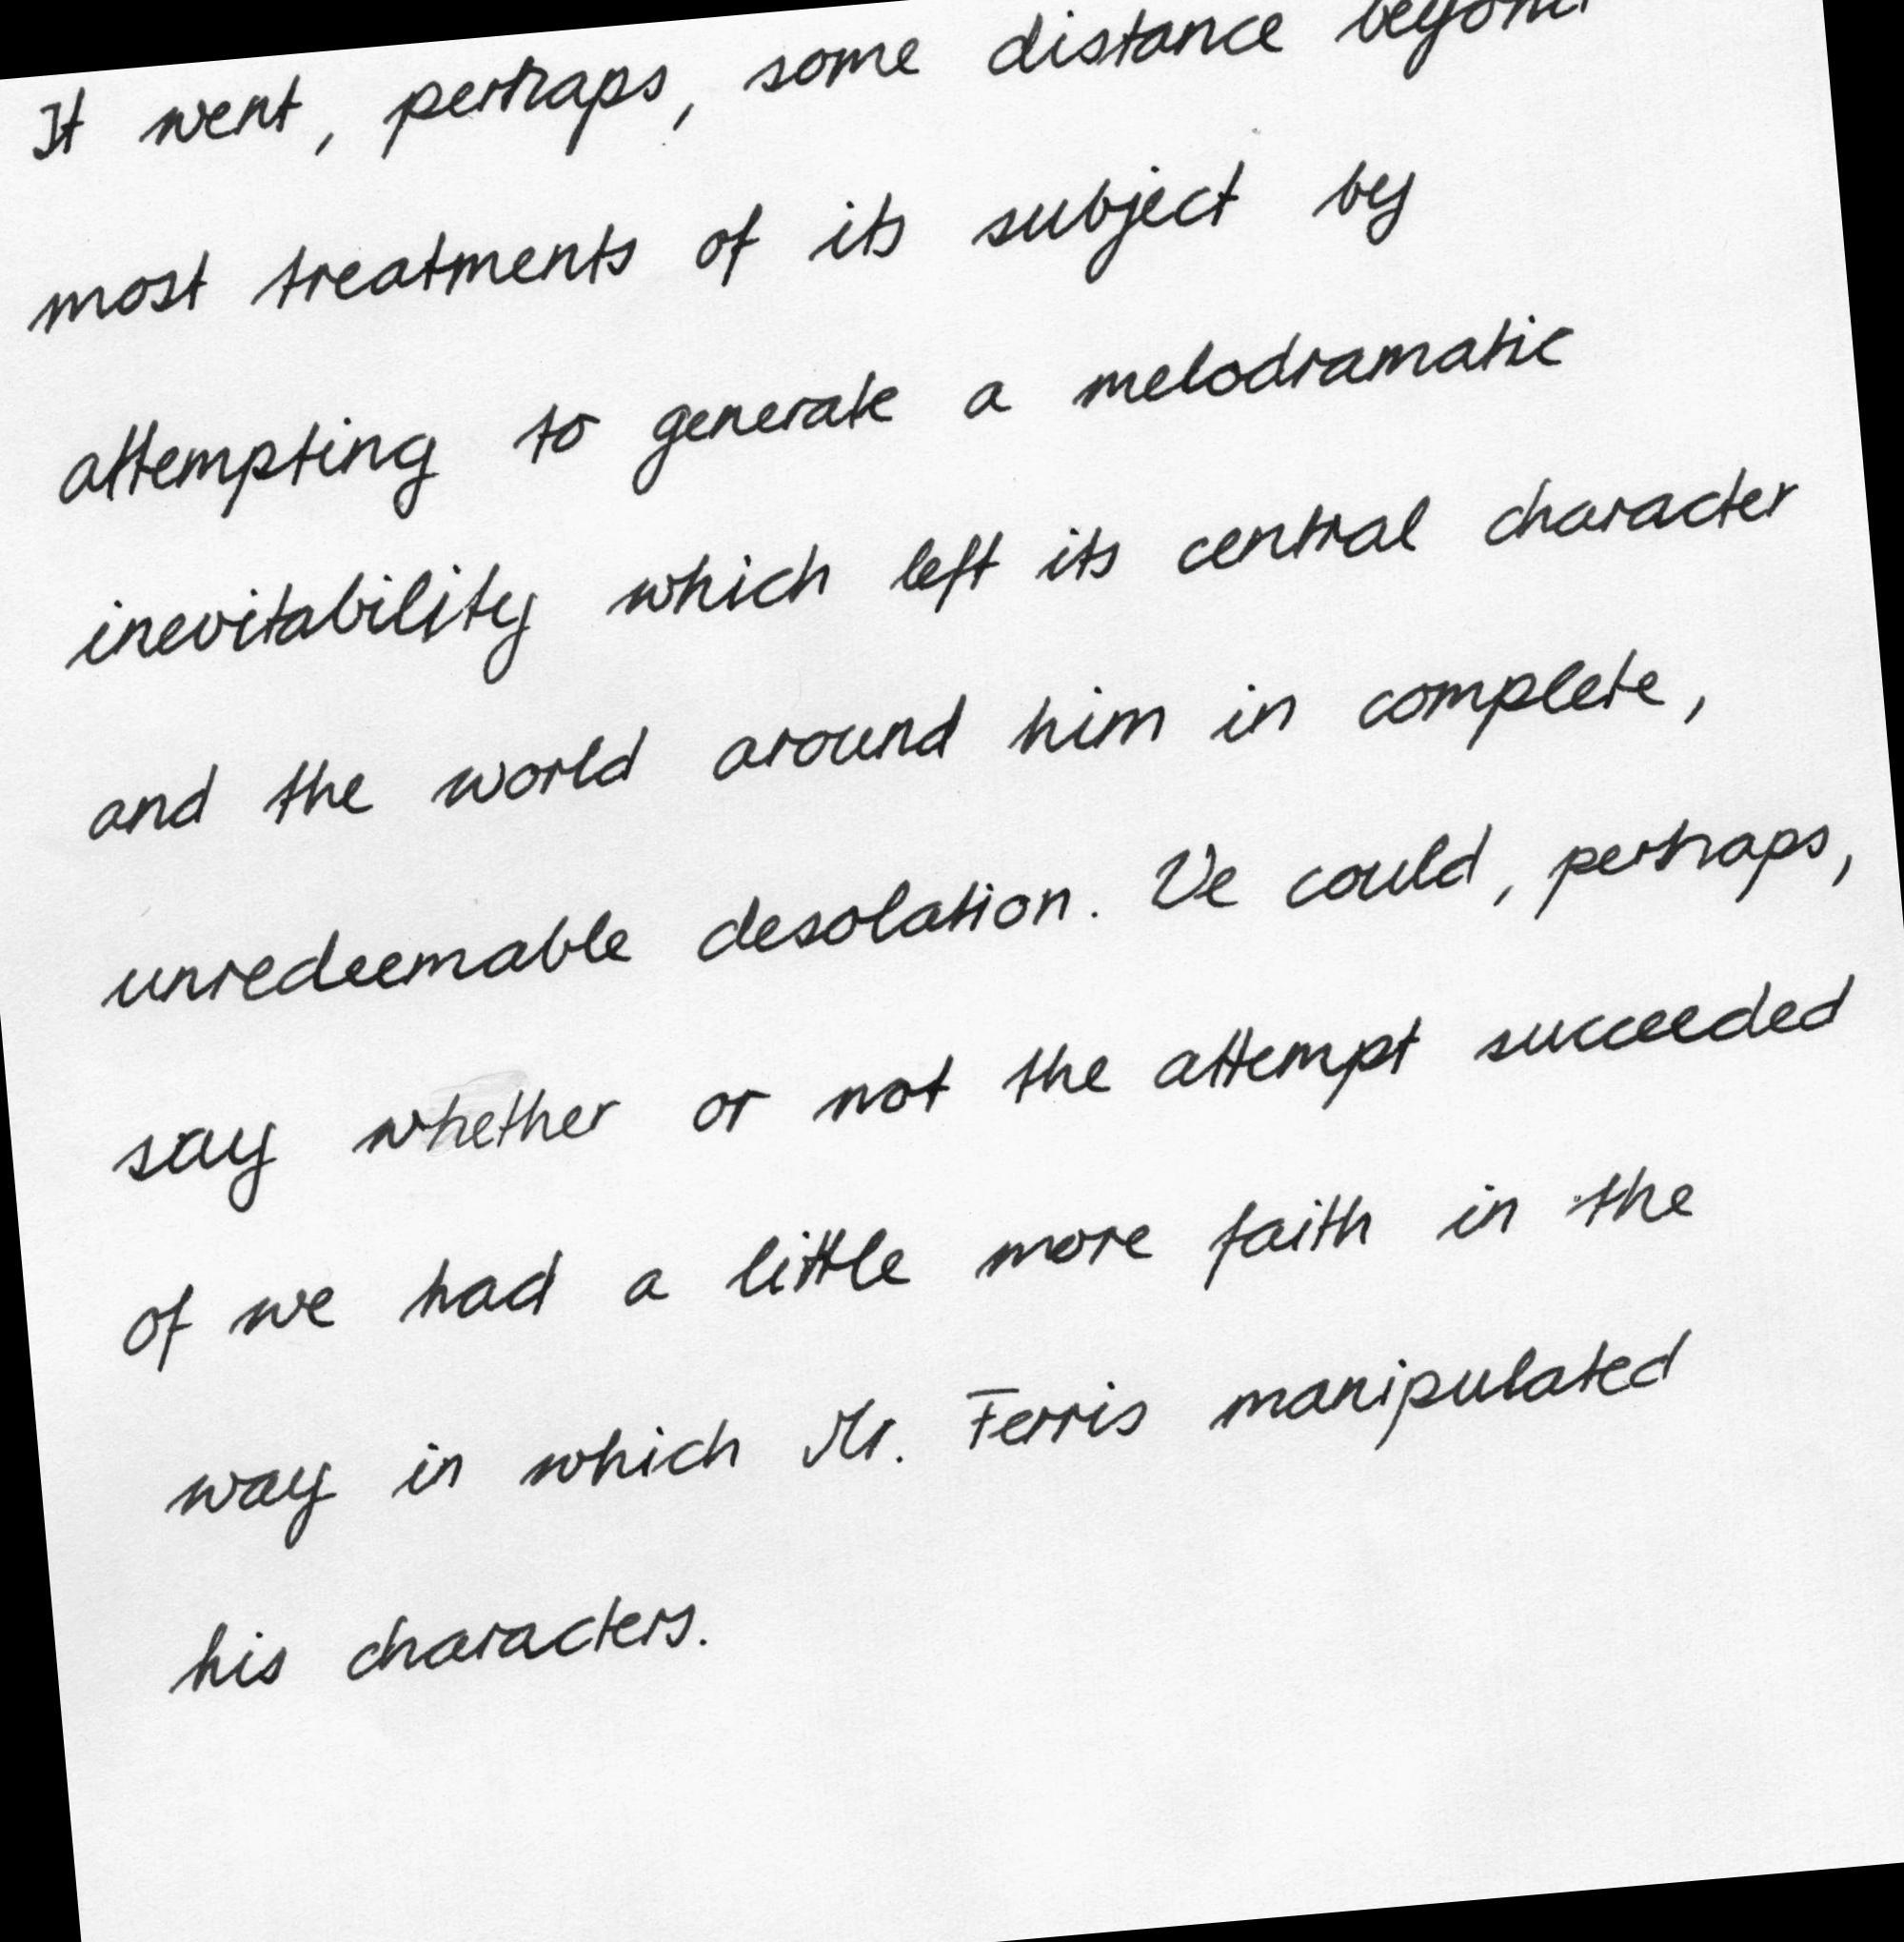 It went, perhaps, some distance beyond
most treatments of its subject by
attempting to generate a melodramatic
inevitability which left its central character
and the world around him in complete,
unredeemable desolation. Ve could, perhaps,
say whether or not the attempt succeeded
of we had a little more faith in the
way in which Mr. Ferris manipulated
his characters.